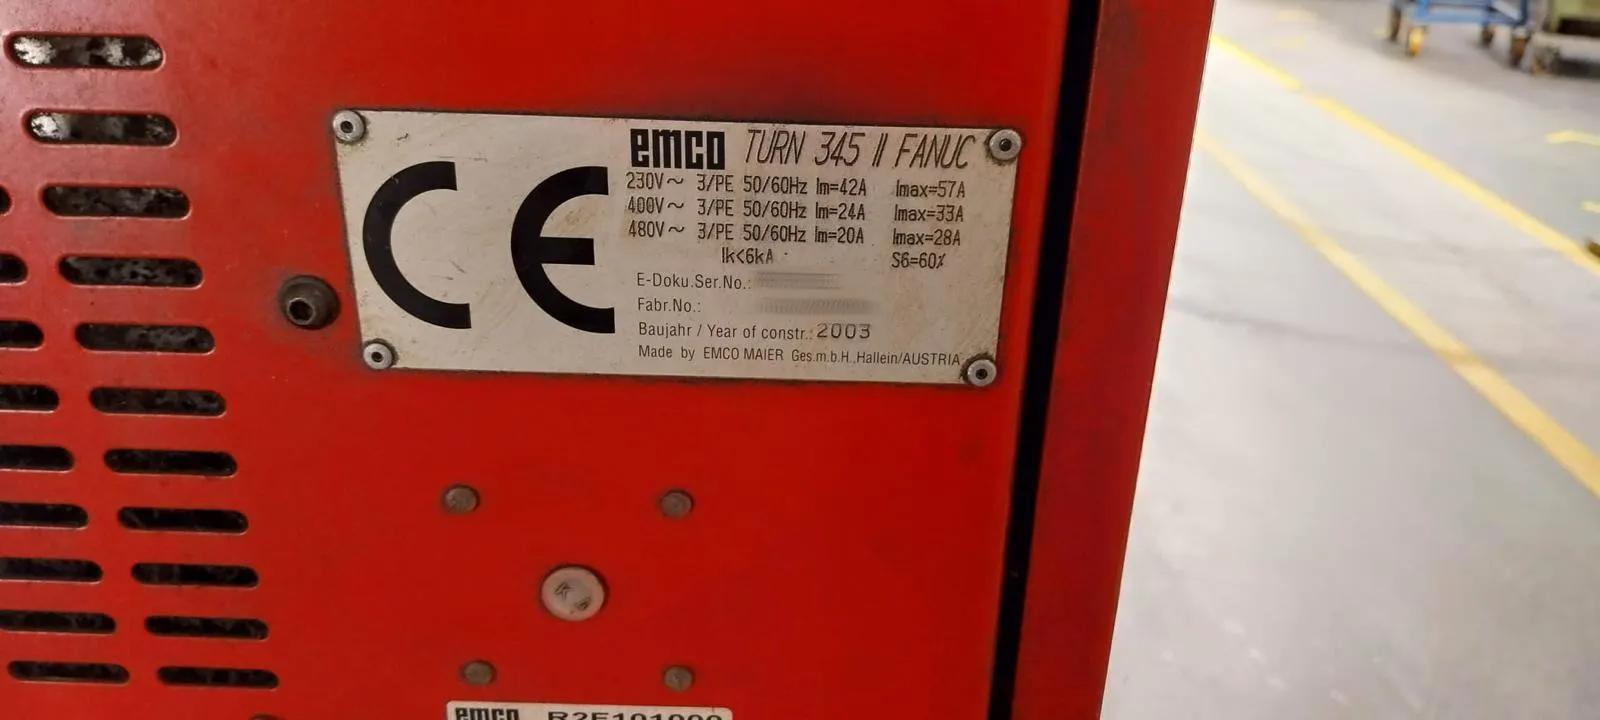 emco TURN 345 II FANUC
CE
230V~ 3/PE 50/60Hz Im=42A Imax=57A
400V~ 3/PE 50/60Hz Im=24A Imax=33A
480V~ 3/PE 50/60Hz Im=20A Imax=28A
Ik<6kA S6=60%
E-Doku.Ser.No.:
Fabr.No.:
Baujahr / Year of constr.: 2003
Made by EMCO MAIER Ges.m.b.H.,Hallein/AUSTRIA
emco